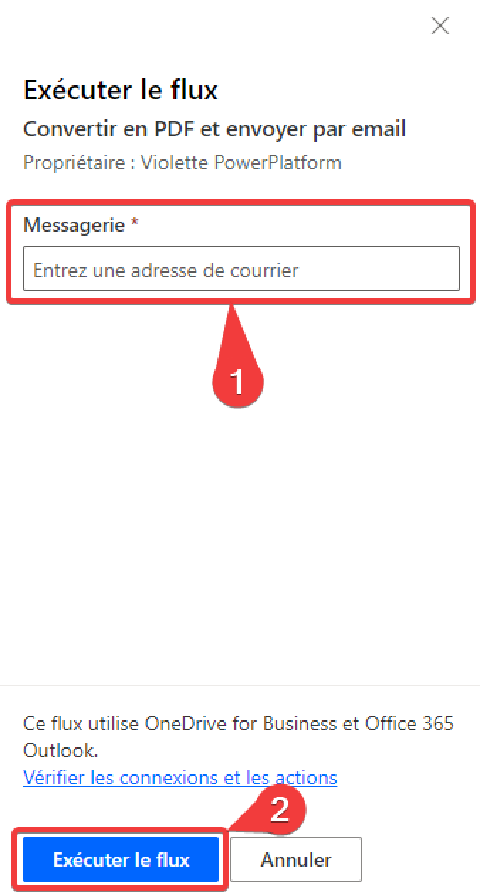 Exécuter le flux
Convertir en PDF et envoyer par email
Propriétaire : Violette PowerPlatform
Messagerie *
Entrez une adresse de courrier
1
Ce flux utilise OneDrive for Business et Office 365
Outlook.
Vérifier les connexions et les actions
2
Exécuter le flux
Annuler